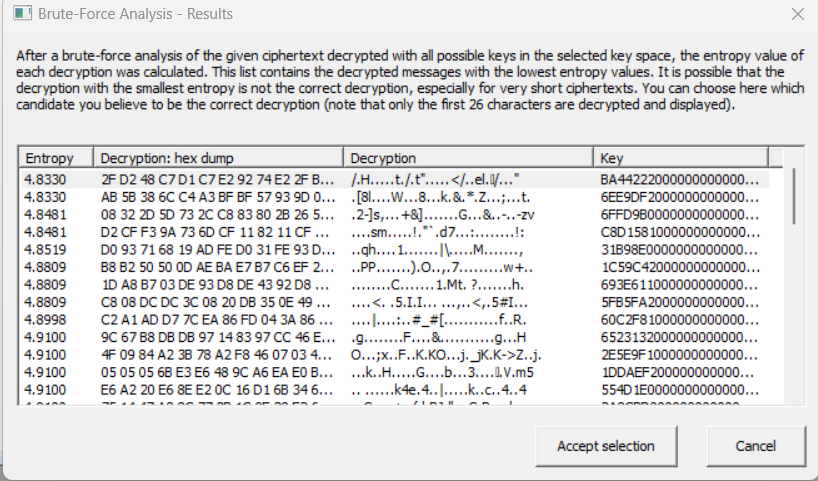 Brute-Force Analysis - Results
After a brute-force analysis of the given ciphertext decrypted with all possible keys in the selected key space, the entropy value of
each decryption was calculated. This list contains the decrypted messages with the lowest entropy values. It is possible that the
decryption with the smallest entropy is not the correct decryption, especially for very short ciphertexts. You can choose here which
candidate you believe to be the correct decryption (note that only the first 26 characters are decrypted and displayed).
Entropy Decryption: hex dump Decryption Key
4.8330 2F D2 48 C7 D1 C7 E2 92 74 E2 2F B... /.H.....t./.t".....</..el.▯/..." BA44222000000000000...
4.8330 AB 5B 38 6C C4 A3 BF BF 57 93 9D 0... .[8l....W...8...k.&.*.Z...;...t. 6EE9DF2000000000000...
4.8481 08 32 2D 5D 73 2C C8 83 80 2B 26 5... .2-]s,...+&].......G...&..-..-zv 6FFD9B0000000000000...
4.8481 D2 CF F3 9A 73 6D CF 11 82 11 CF ... ....sm.....!."`.d7...:........!: C8D1581000000000000...
4.8519 D0 93 71 68 19 AD FE D0 31 FE 93 D... ..qh....1.......|\.....M......., 31B98E0000000000000...
4.8809 B8 B2 50 50 0D AE BA E7 B7 C6 EF 2... ..PP.......).O..,.7..........w+.. 1C59C42000000000000...
4.8809 1D A8 B7 03 DE 93 D8 DE 43 92 D8 ... ........C.......1.Mt. ?.......h. 693E611000000000000...
4.8809 C8 08 DC DC 3C 08 20 DB 35 0E 49 ... ....<. .5.I.I... ...,..<,.5#I... 5FB5FA2000000000000...
4.8998 C2 A1 AD D7 7C EA 86 FD 04 3A 86 ... ....|....:..#_#[...........f..R. 60C2F81000000000000...
4.9100 9C 67 B8 DB DB 97 14 83 97 CC 46 E... .g........F....&...........g...H 6523132000000000000...
4.9100 4F 09 84 A2 3B 78 A2 F8 46 07 03 4... O...;x..F..K.KO...j._jK.K->Z..j. 2E5E9F1000000000000...
4.9100 05 05 05 6B E3 E6 48 9C A6 EA E0 B... ...k..H.....G...b...3....▯.V.m5 1DDAEF2000000000000...
4.9100 E6 A2 20 E6 8E E2 0C 16 D1 6B 34 6... .. ......k4e.4..|.....k..c..4..4 554D1E0000000000000...
Accept selection Cancel